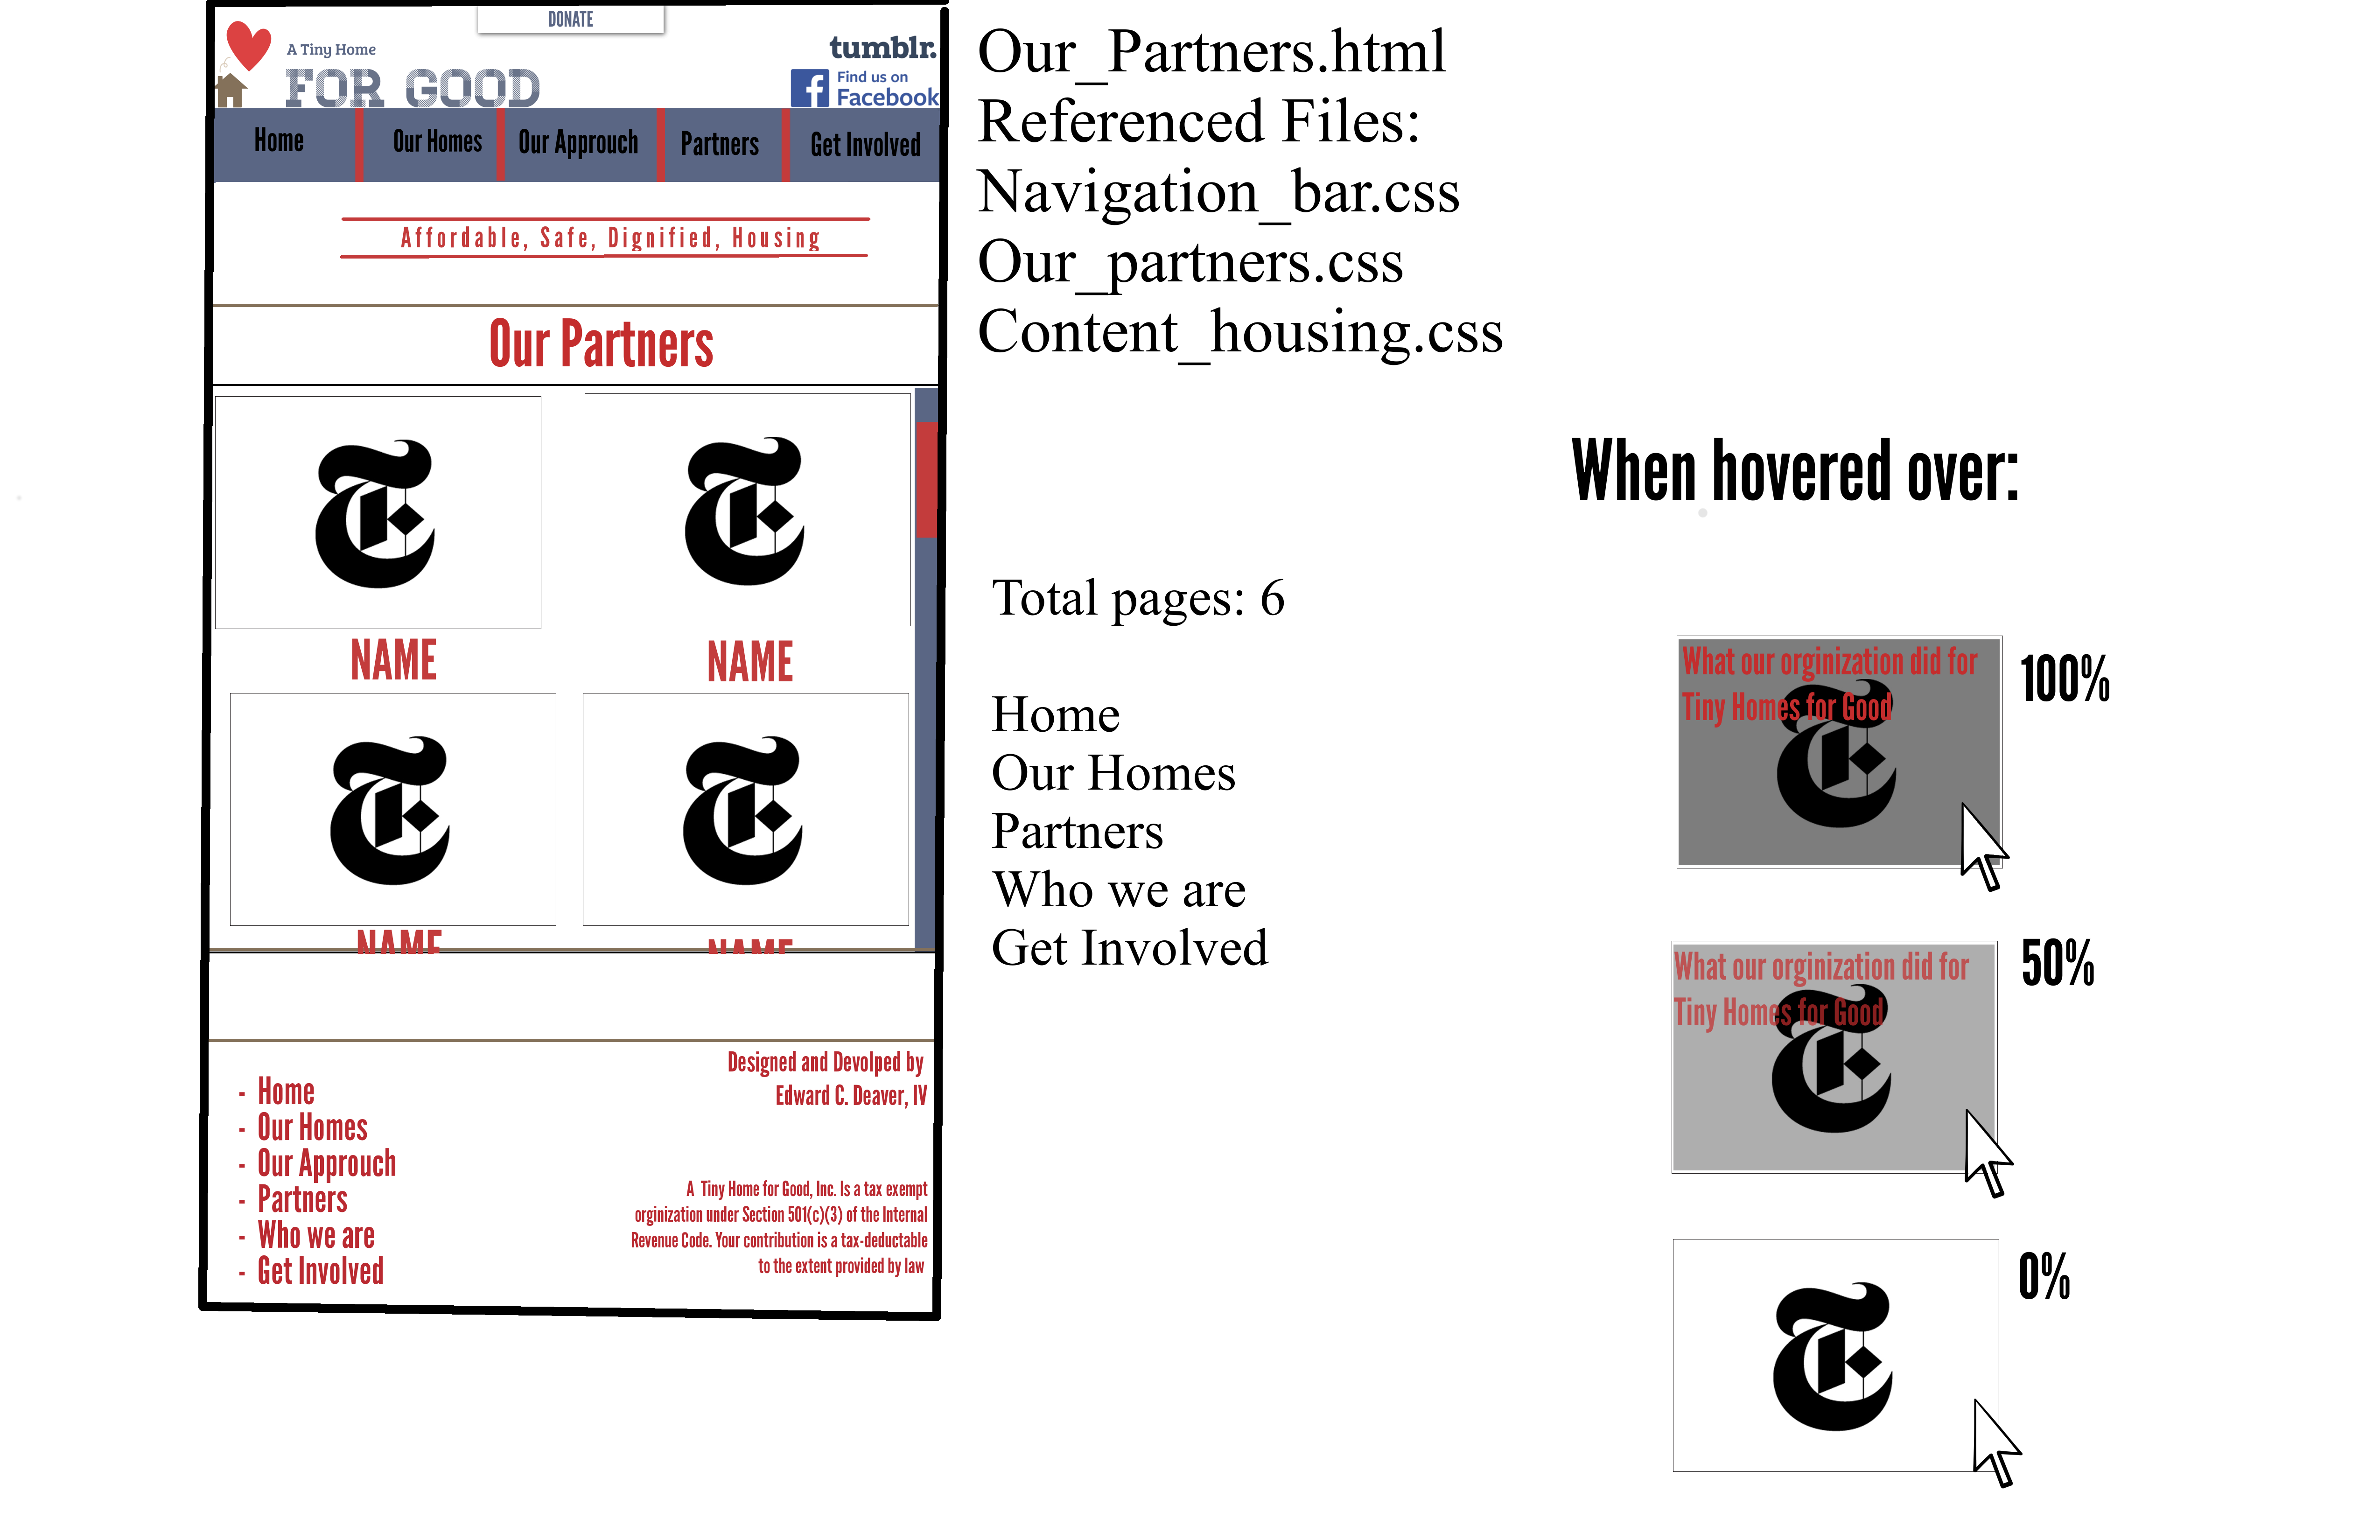 DONATE
A Tiny Home
FOR GOOD
tumblr.
Find us on
Facebook
Home
Our Homes
Our Approuch
Partners
Get Involved
Affordable, Safe, Dignified, Housing
Our Partners
NAME
NAME
NAME
NAME
- Home
- Our Homes
- Our Approuch
- Partners
- Who we are
- Get Involved
Designed and Devolped by
Edward C. Deaver, IV
A Tiny Home for Good, Inc. Is a tax exempt
orginization under Section 501(c)(3) of the Internal
Revenue Code. Your contribution is a tax-deductable
to the extent provided by law
Our_Partners.html
Referenced Files:
Navigation_bar.css
Our_partners.css
Content_housing.css
Total pages: 6
Home
Our Homes
Partners
Who we are
Get Involved
When hovered over:
What our orginization did for
Tiny Homes for Good
100%
What our orginization did for
Tiny Homes for Good
50%
0%